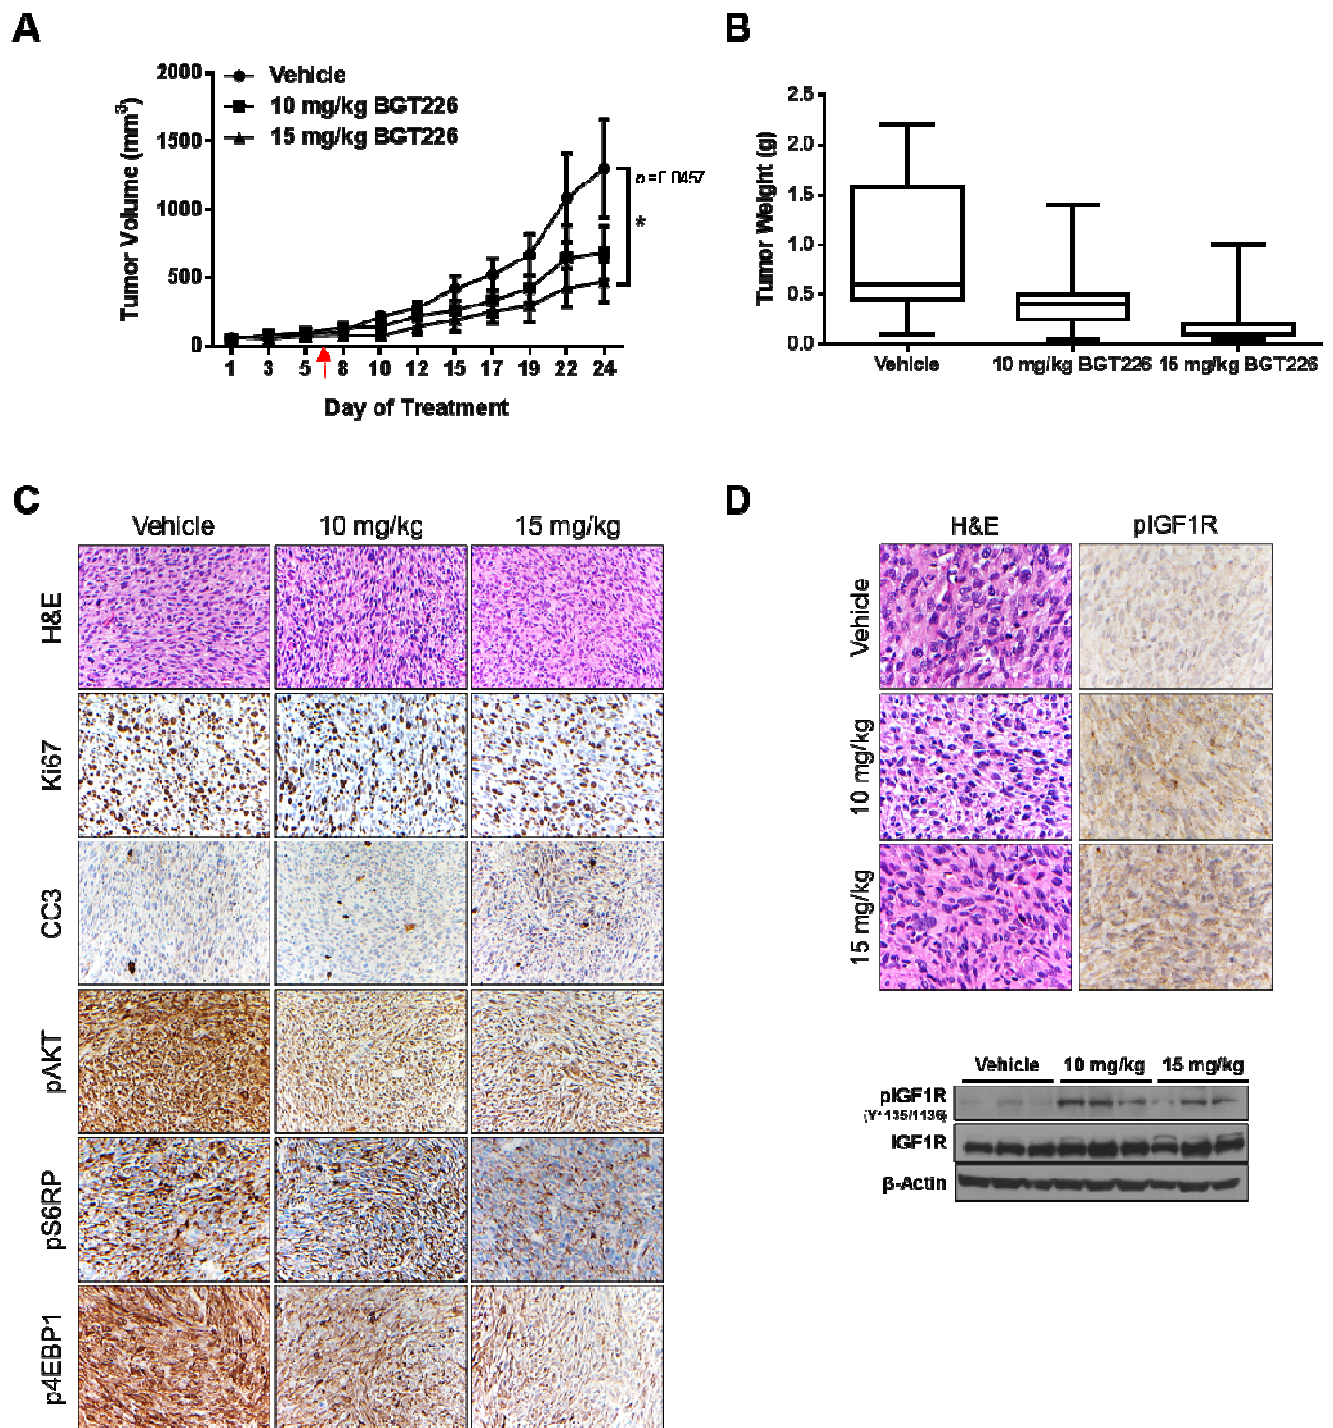 A
2000
Vehicle
10 mg/kg BGT226
15 mg/kg BGT226
1500
1000
500
0
Tumor Volume (mm³)
*
1 3 5 8 10 12 15 17 19 22 24
Day of Treatment
B
2.5
2.0
1.5
1.0
0.5
0.0
Tumor Weight (g)
Vehicle 10 mg/kg BGT226 15 mg/kg BGT226
C
Vehicle 10 mg/kg 15 mg/kg
H&E
Ki67
CC3
pAKT
pS6RP
p4EBP1
D
H&E pIGF1R
Vehicle
10 mg/kg
15 mg/kg
Vehicle 10 mg/kg 15 mg/kg
pIGF1R
IGF1R
β-Actin